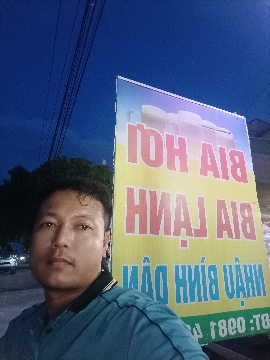 BIA HƠI
BIA LẠNH
NHẬU BÌNH DÂN
ĐT: 0981